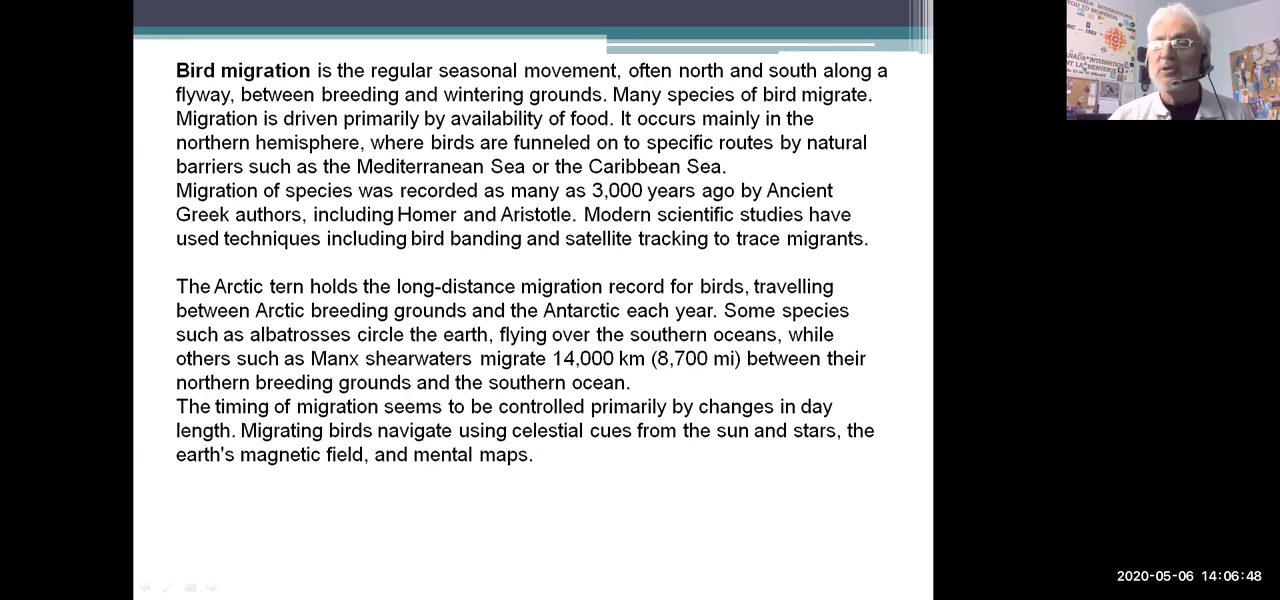 Bird migration is the regular seasonal movement, often north and south along a
flyway, between breeding and wintering grounds. Many species of bird migrate.
Migration is driven primarily by availability of food. It occurs mainly in the
northern hemisphere, where birds are funneled on to specific routes by natural
barriers such as the Mediterranean Sea or the Caribbean Sea.
Migration of species was recorded as many as 3,000 years ago by Ancient
Greek authors, including Homer and Aristotle. Modern scientific studies have
used techniques including bird banding and satellite tracking to trace migrants.
The Arctic tern holds the long-distance migration record for birds, travelling
between Arctic breeding grounds and the Antarctic each year. Some species
such as albatrosses circle the earth, flying over the southern oceans, while
others such as Manx shearwaters migrate 14,000 km (8,700 mi) between their
northern breeding grounds and the southern ocean.
The timing of migration seems to be controlled primarily by changes in day
length. Migrating birds navigate using celestial cues from the sun and stars, the
earth's magnetic field, and mental maps.
INTERNATIONAL
YOU TO MONTREAL
1982
INTERNATIONAL
BIENVENUE
2020-05-06 14:06:48